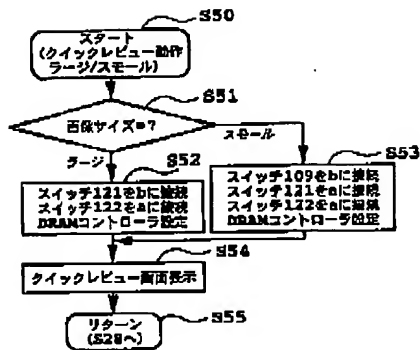 S50
スタート
(クイックレビュー動作
ラージ/スモール)
S51
画像サイズ=?
スモール
ラージ
S52
スイッチ121をbに接続
スイッチ122をaに接続
DRAMコントローラ設定
S53
スイッチ109をbに接続
スイッチ121をaに接続
スイッチ122をaに接続
DRAMコントローラ設定
S54
クイックレビュー画面表示
S55
リターン
(S28へ)